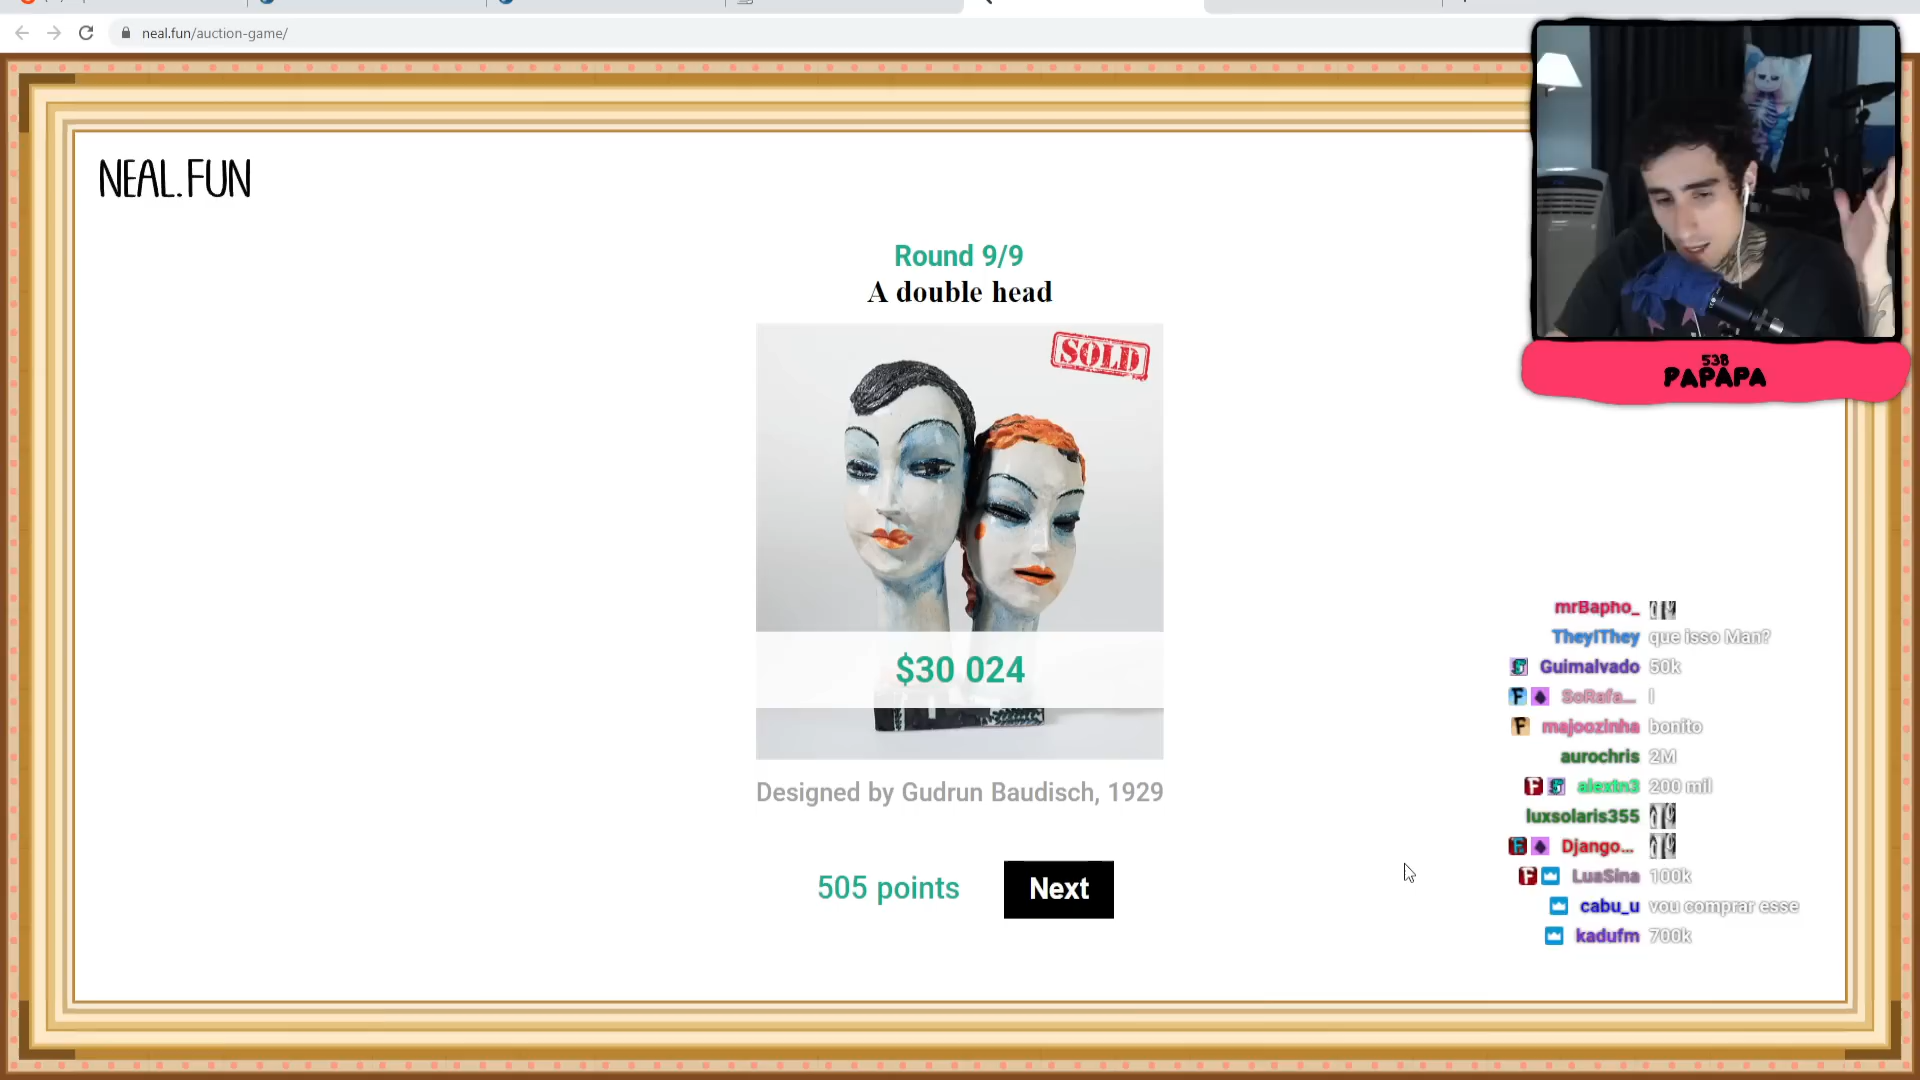 neal.fun/auction-game/
NEAL.FUN
Round 9/9
A double head
SOLD
$30 024
Designed by Gudrun Baudisch, 1929
505 points
Next
538
PAPAPA
mrBapho_
TheyIThey que isso Man?
Guimalvado 50k
SoRafa... I
majoozinha bonito
aurochris 2M
alextn3 200 mil
luxsolaris355
Django...
LuaSina 100k
cabu_u vou comprar esse
kadufm 700k